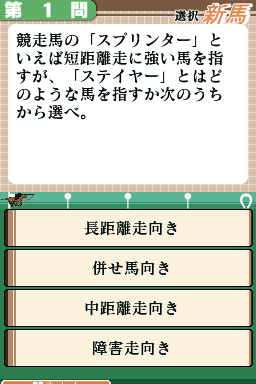 第 1 問
選択 新馬
競走馬の「スプリンター」と
いえば短距離走に強い馬を指
すが、「ステイヤー」とはど
のような馬を指すか次のうち
から選べ。
長距離走向き
併せ馬向き
中距離走向き
障害走向き